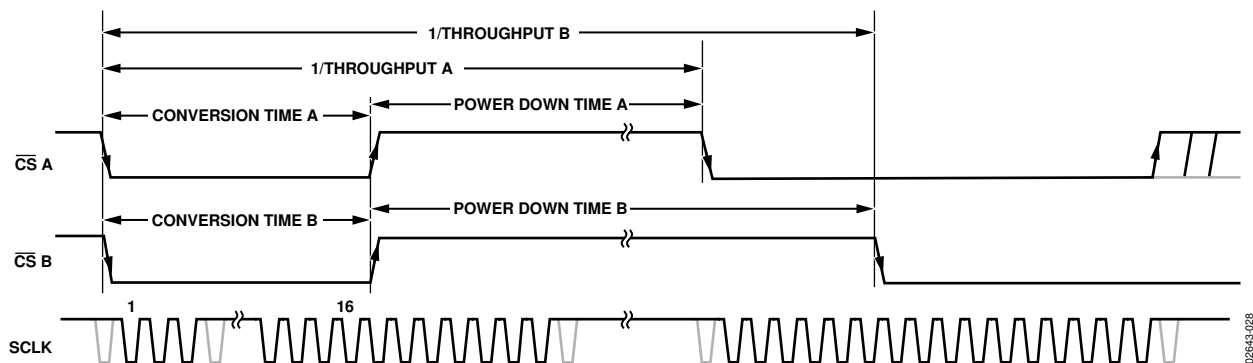 1/THROUGHPUT B
1/THROUGHPUT A
CONVERSION TIME A
POWER DOWN TIME A
CS A
CONVERSION TIME B
POWER DOWN TIME B
CS B
1
16
SCLK
02643-028